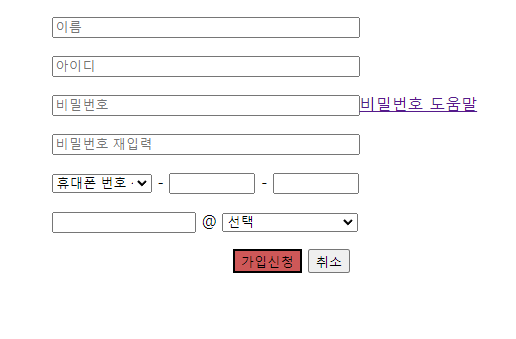 이름
아이디
비밀번호 비밀번호 도움말
비밀번호 재입력
휴대폰 번호 - -
@ 선택
가입신청 취소